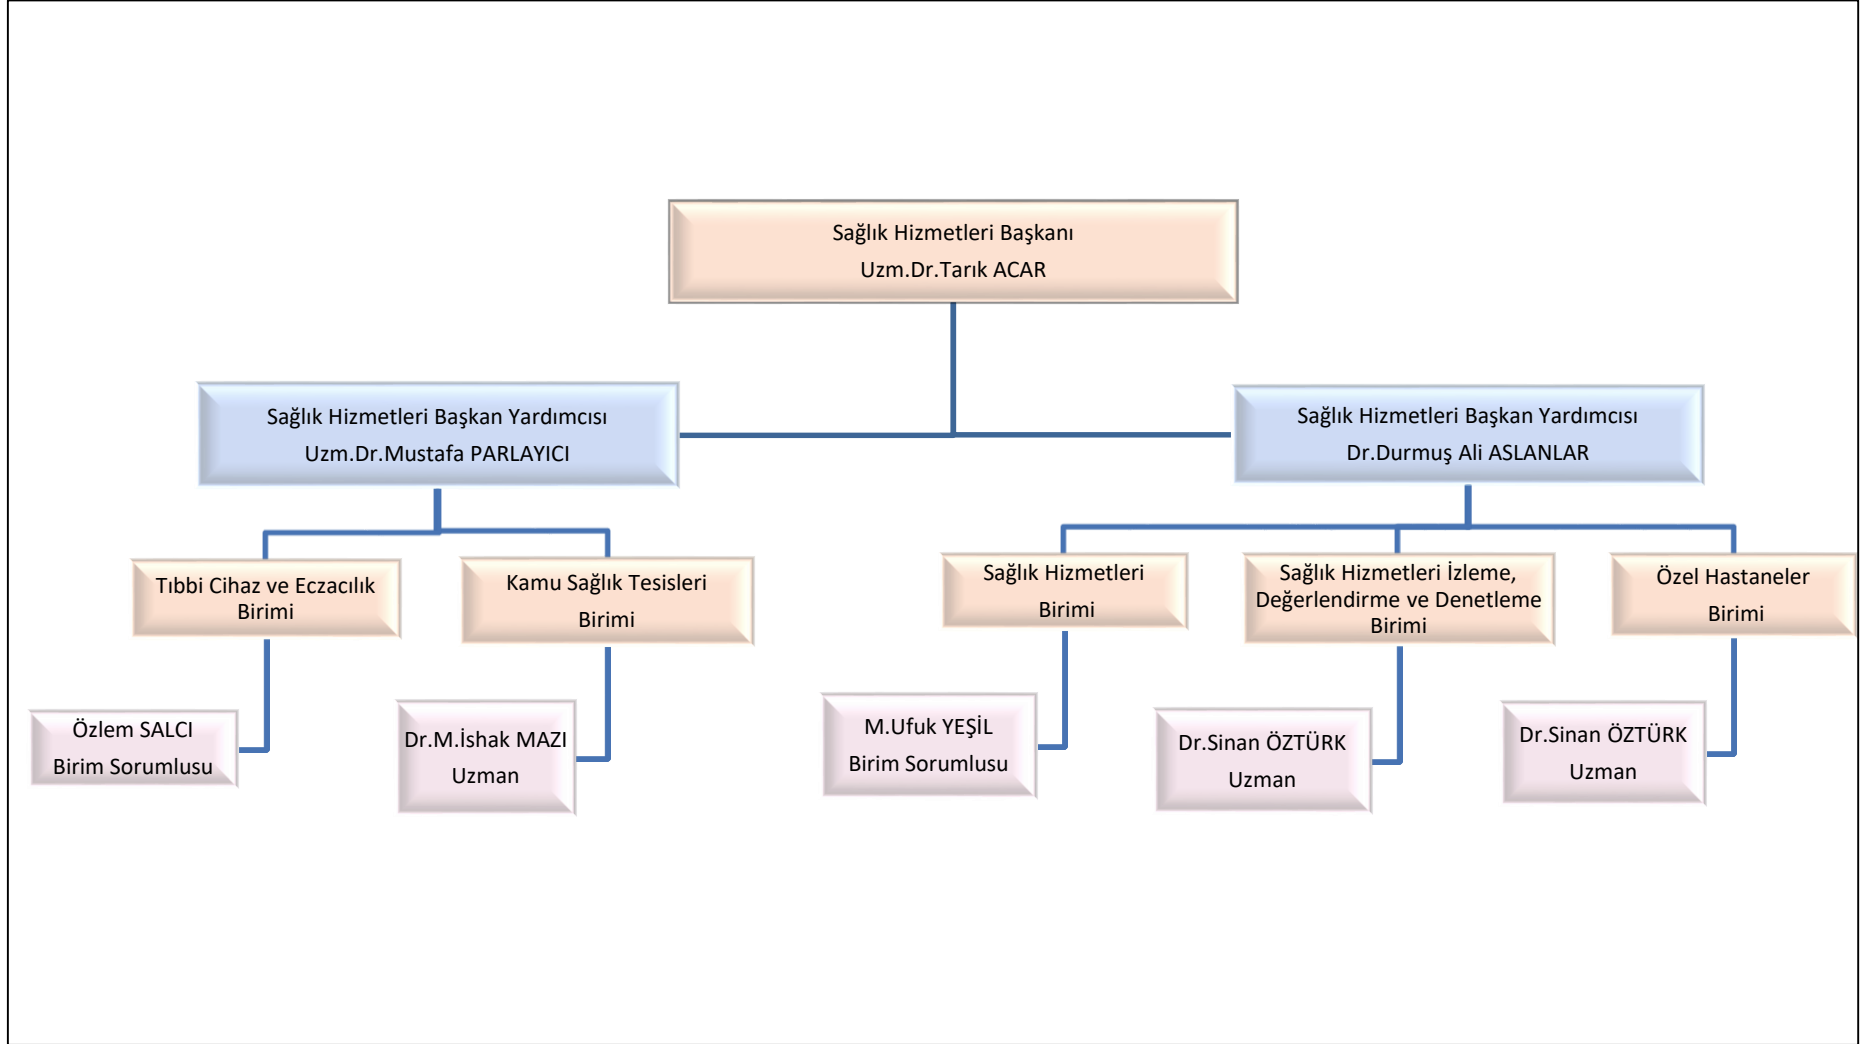 Sağlık Hizmetleri Başkanı
Uzm.Dr.Tarık ACAR
Sağlık Hizmetleri Başkan Yardımcısı
Uzm.Dr.Mustafa PARLAYICI
Sağlık Hizmetleri Başkan Yardımcısı
Dr.Durmuş Ali ASLANLAR
Tıbbi Cihaz ve Eczacılık
Birimi
Kamu Sağlık Tesisleri
Birimi
Sağlık Hizmetleri
Birimi
Sağlık Hizmetleri İzleme,
Değerlendirme ve Denetleme
Birimi
Özel Hastaneler
Birimi
Özlem SALCI
Birim Sorumlusu
Dr.M.İshak MAZI
Uzman
M.Ufuk YEŞİL
Birim Sorumlusu
Dr.Sinan ÖZTÜRK
Uzman
Dr.Sinan ÖZTÜRK
Uzman